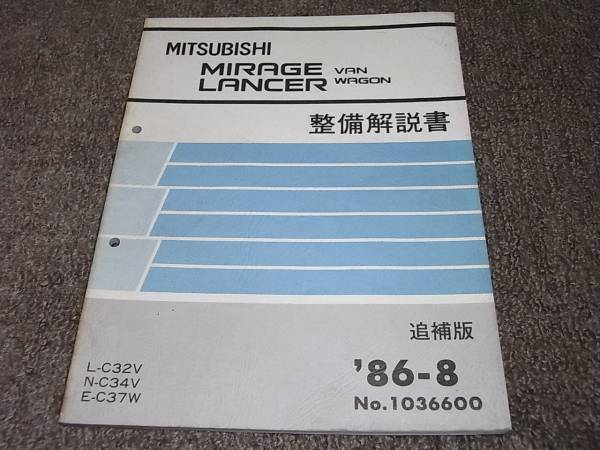 MITSUBISHI
MIRAGE VAN
LANCER WAGON
整備解説書
追補版
L-C32V
N-C34V
E-C37W
'86-8
No.1036600